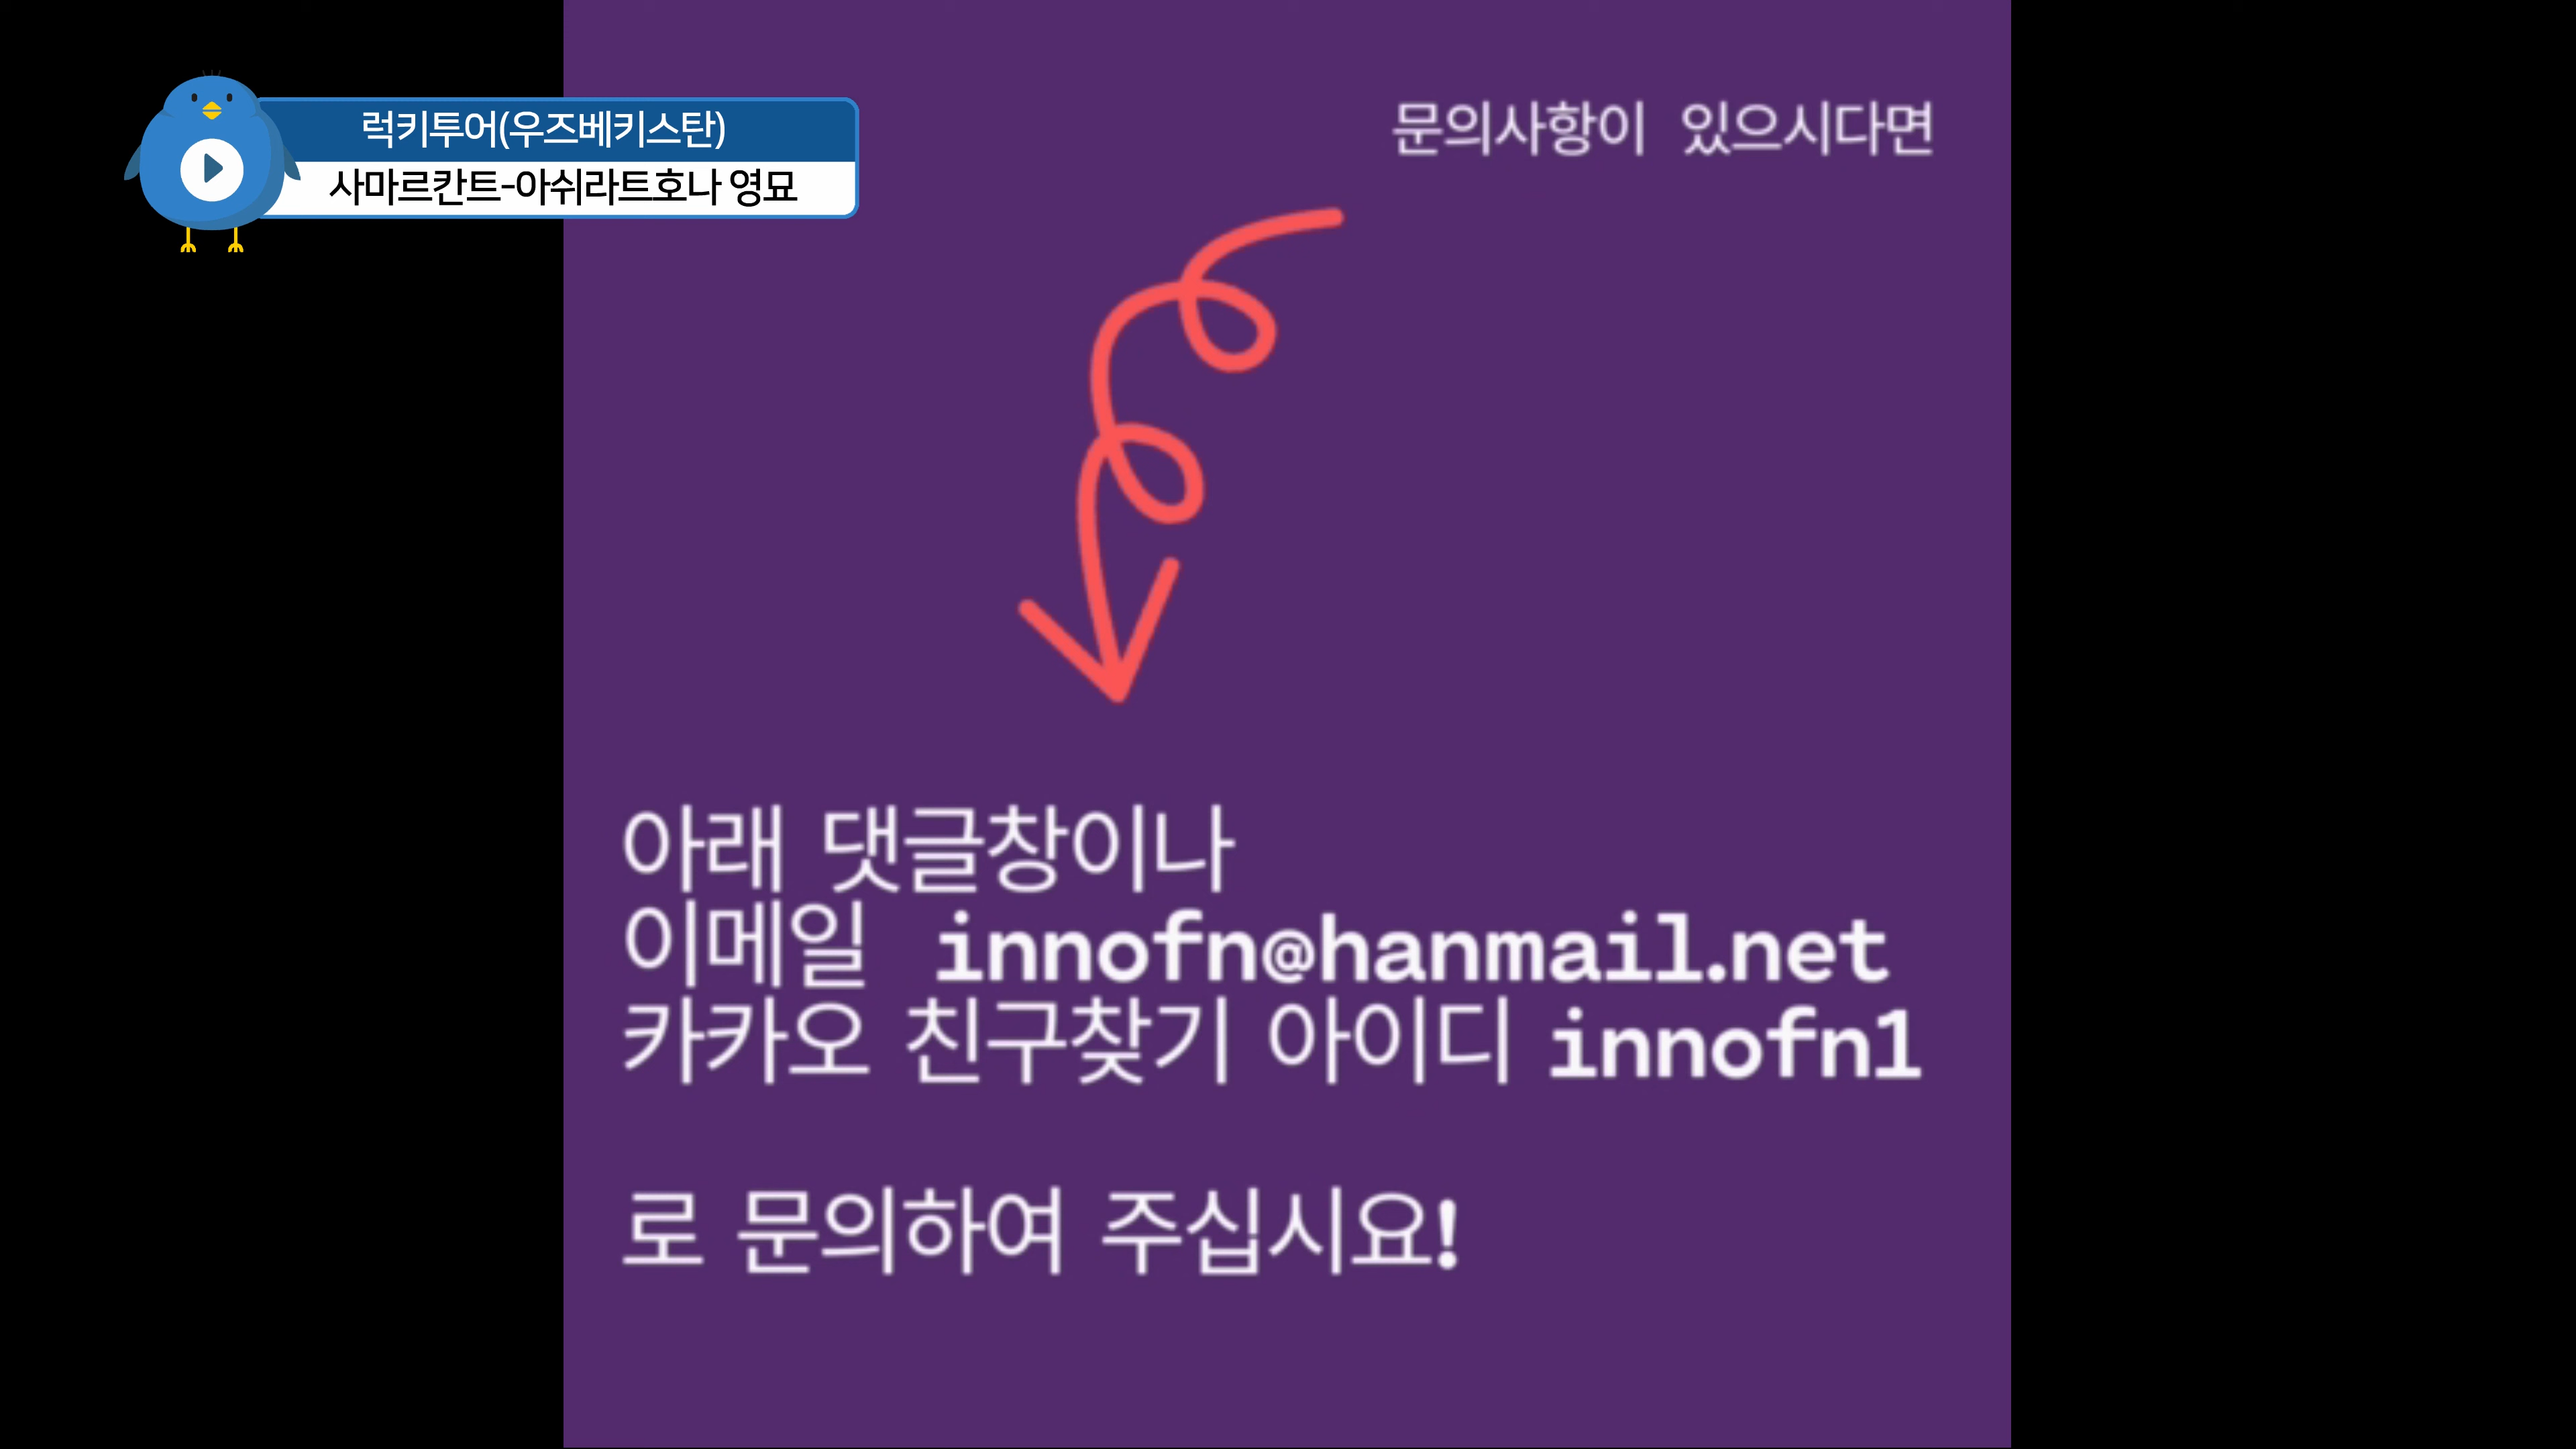 럭키투어(우즈베키스탄)
사마르칸트-아쉬라트호나 영묘
문의사항이 있으시다면
아래 댓글창이나
이메일 innofn@hanmail.net
카카오 친구찾기 아이디 innofn1
로 문의하여 주십시요!